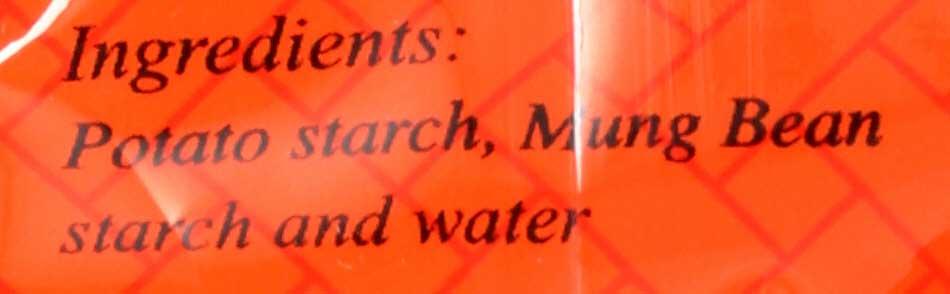 Ingredients:
Potato starch, Mung Bean
starch and water